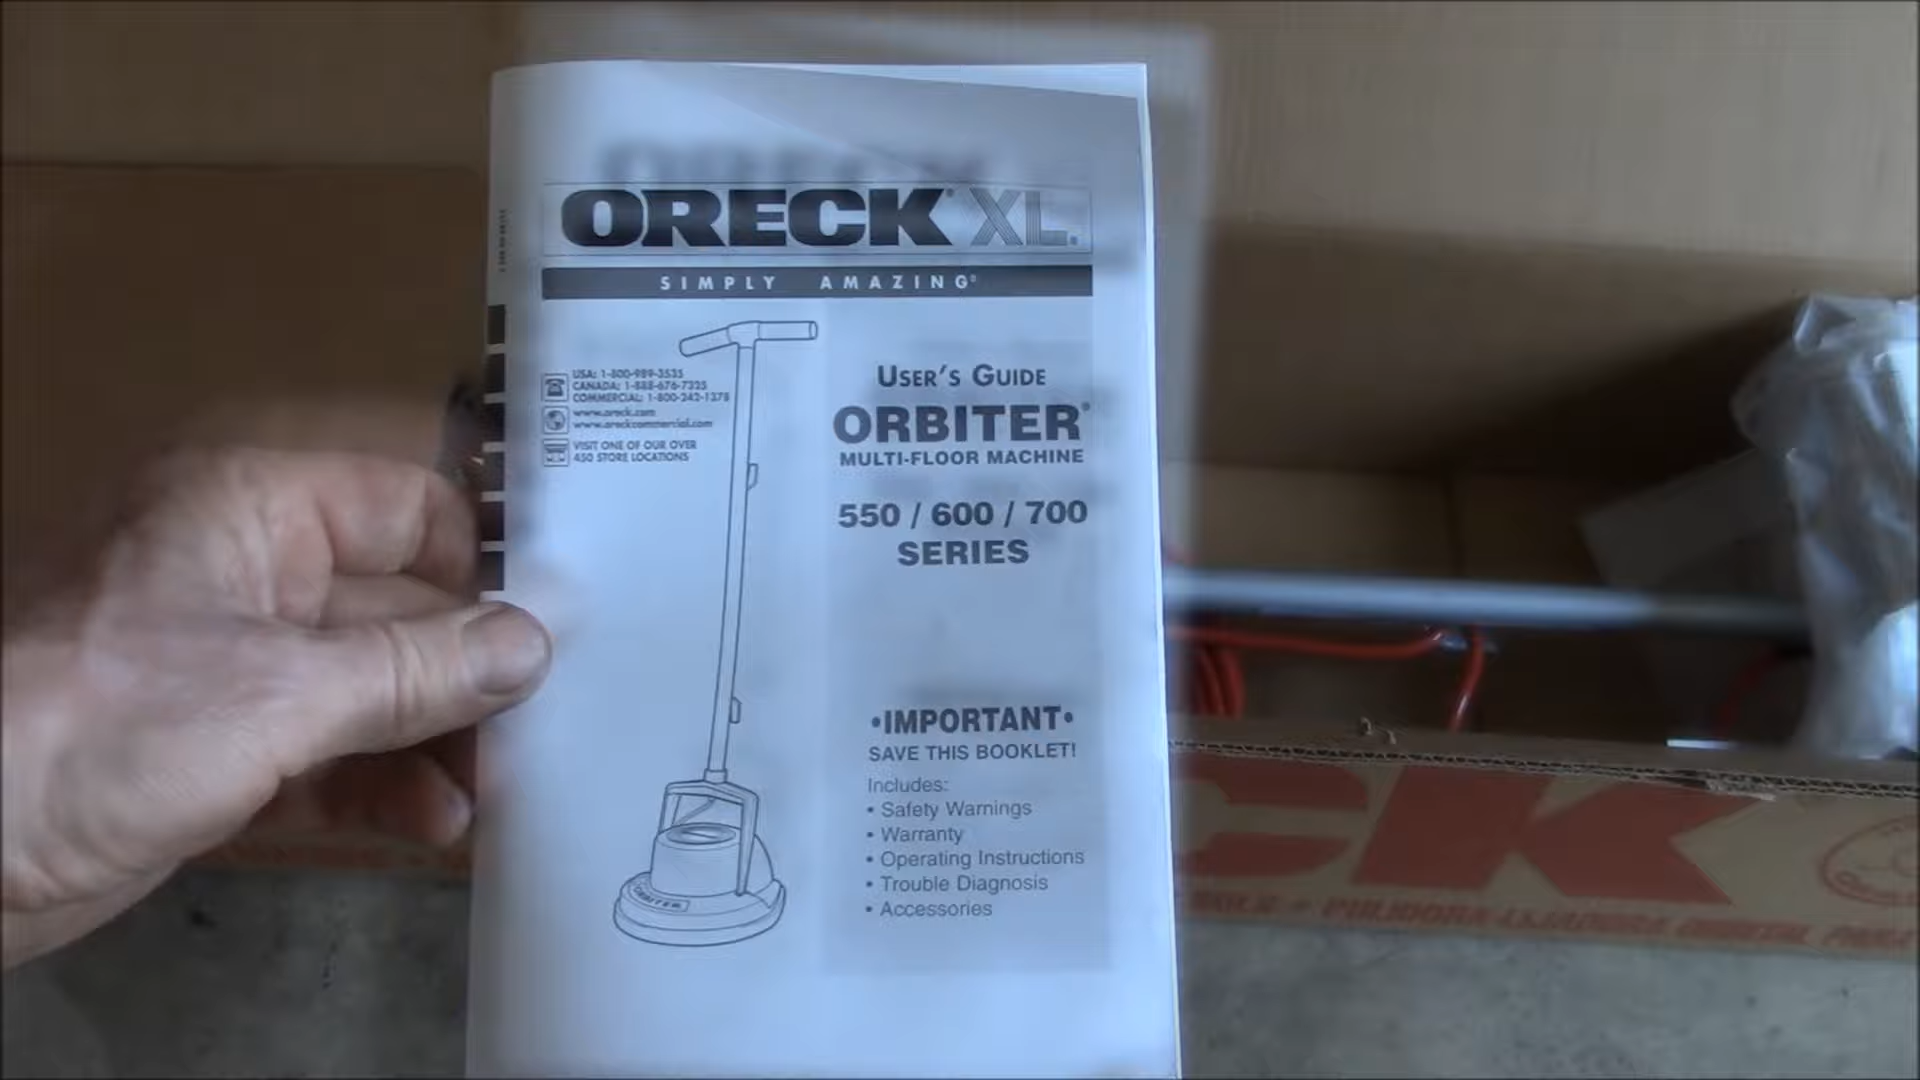 ORECK® XL®
SIMPLY AMAZING®
USA: 1-800-989-3535
CANADA: 1-888-676-7325
COMMERCIAL: 1-800-242-1378
www.oreck.com
www.oreckcommercial.com
VISIT ONE OF OUR OVER
450 STORE LOCATIONS
USER'S GUIDE
ORBITER®
MULTI-FLOOR MACHINE
550 / 600 / 700
SERIES
•IMPORTANT•
SAVE THIS BOOKLET!
Includes:
• Safety Warnings
• Warranty
• Operating Instructions
• Trouble Diagnosis
• Accessories
ORBITER
CK
ORBITAL PARA